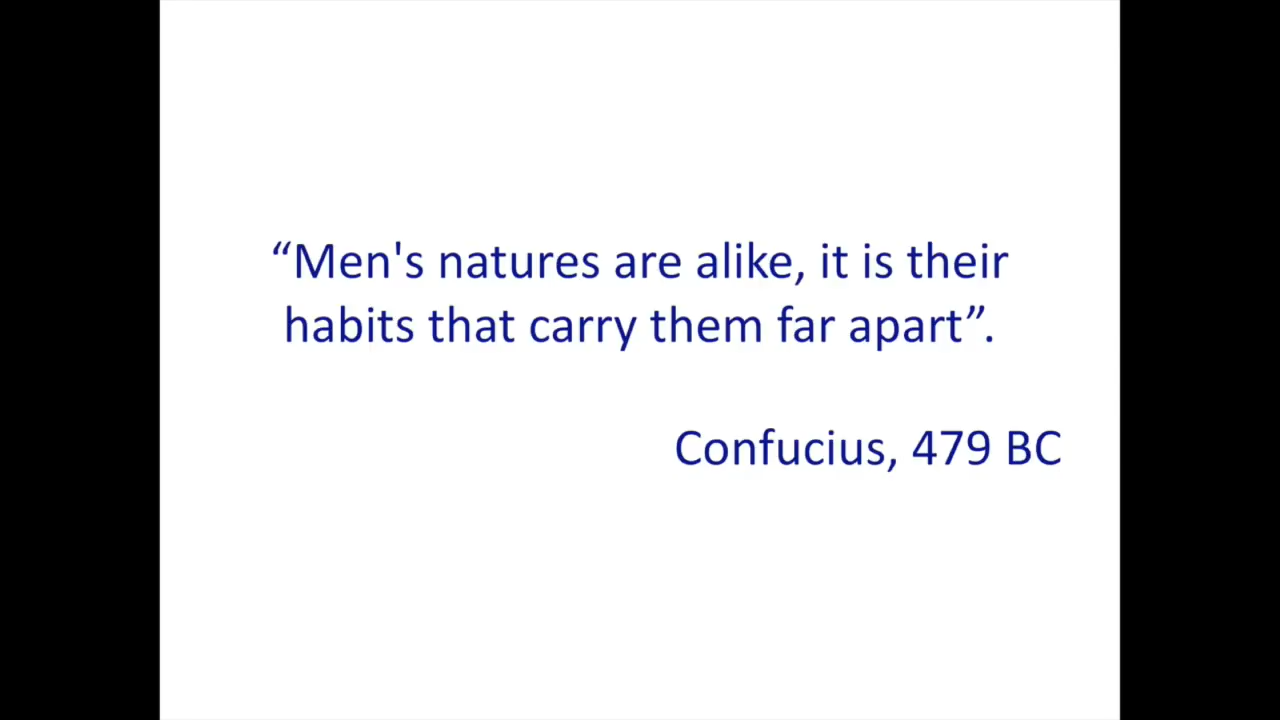 “Men's natures are alike, it is their
habits that carry them far apart”.
Confucius, 479 BC